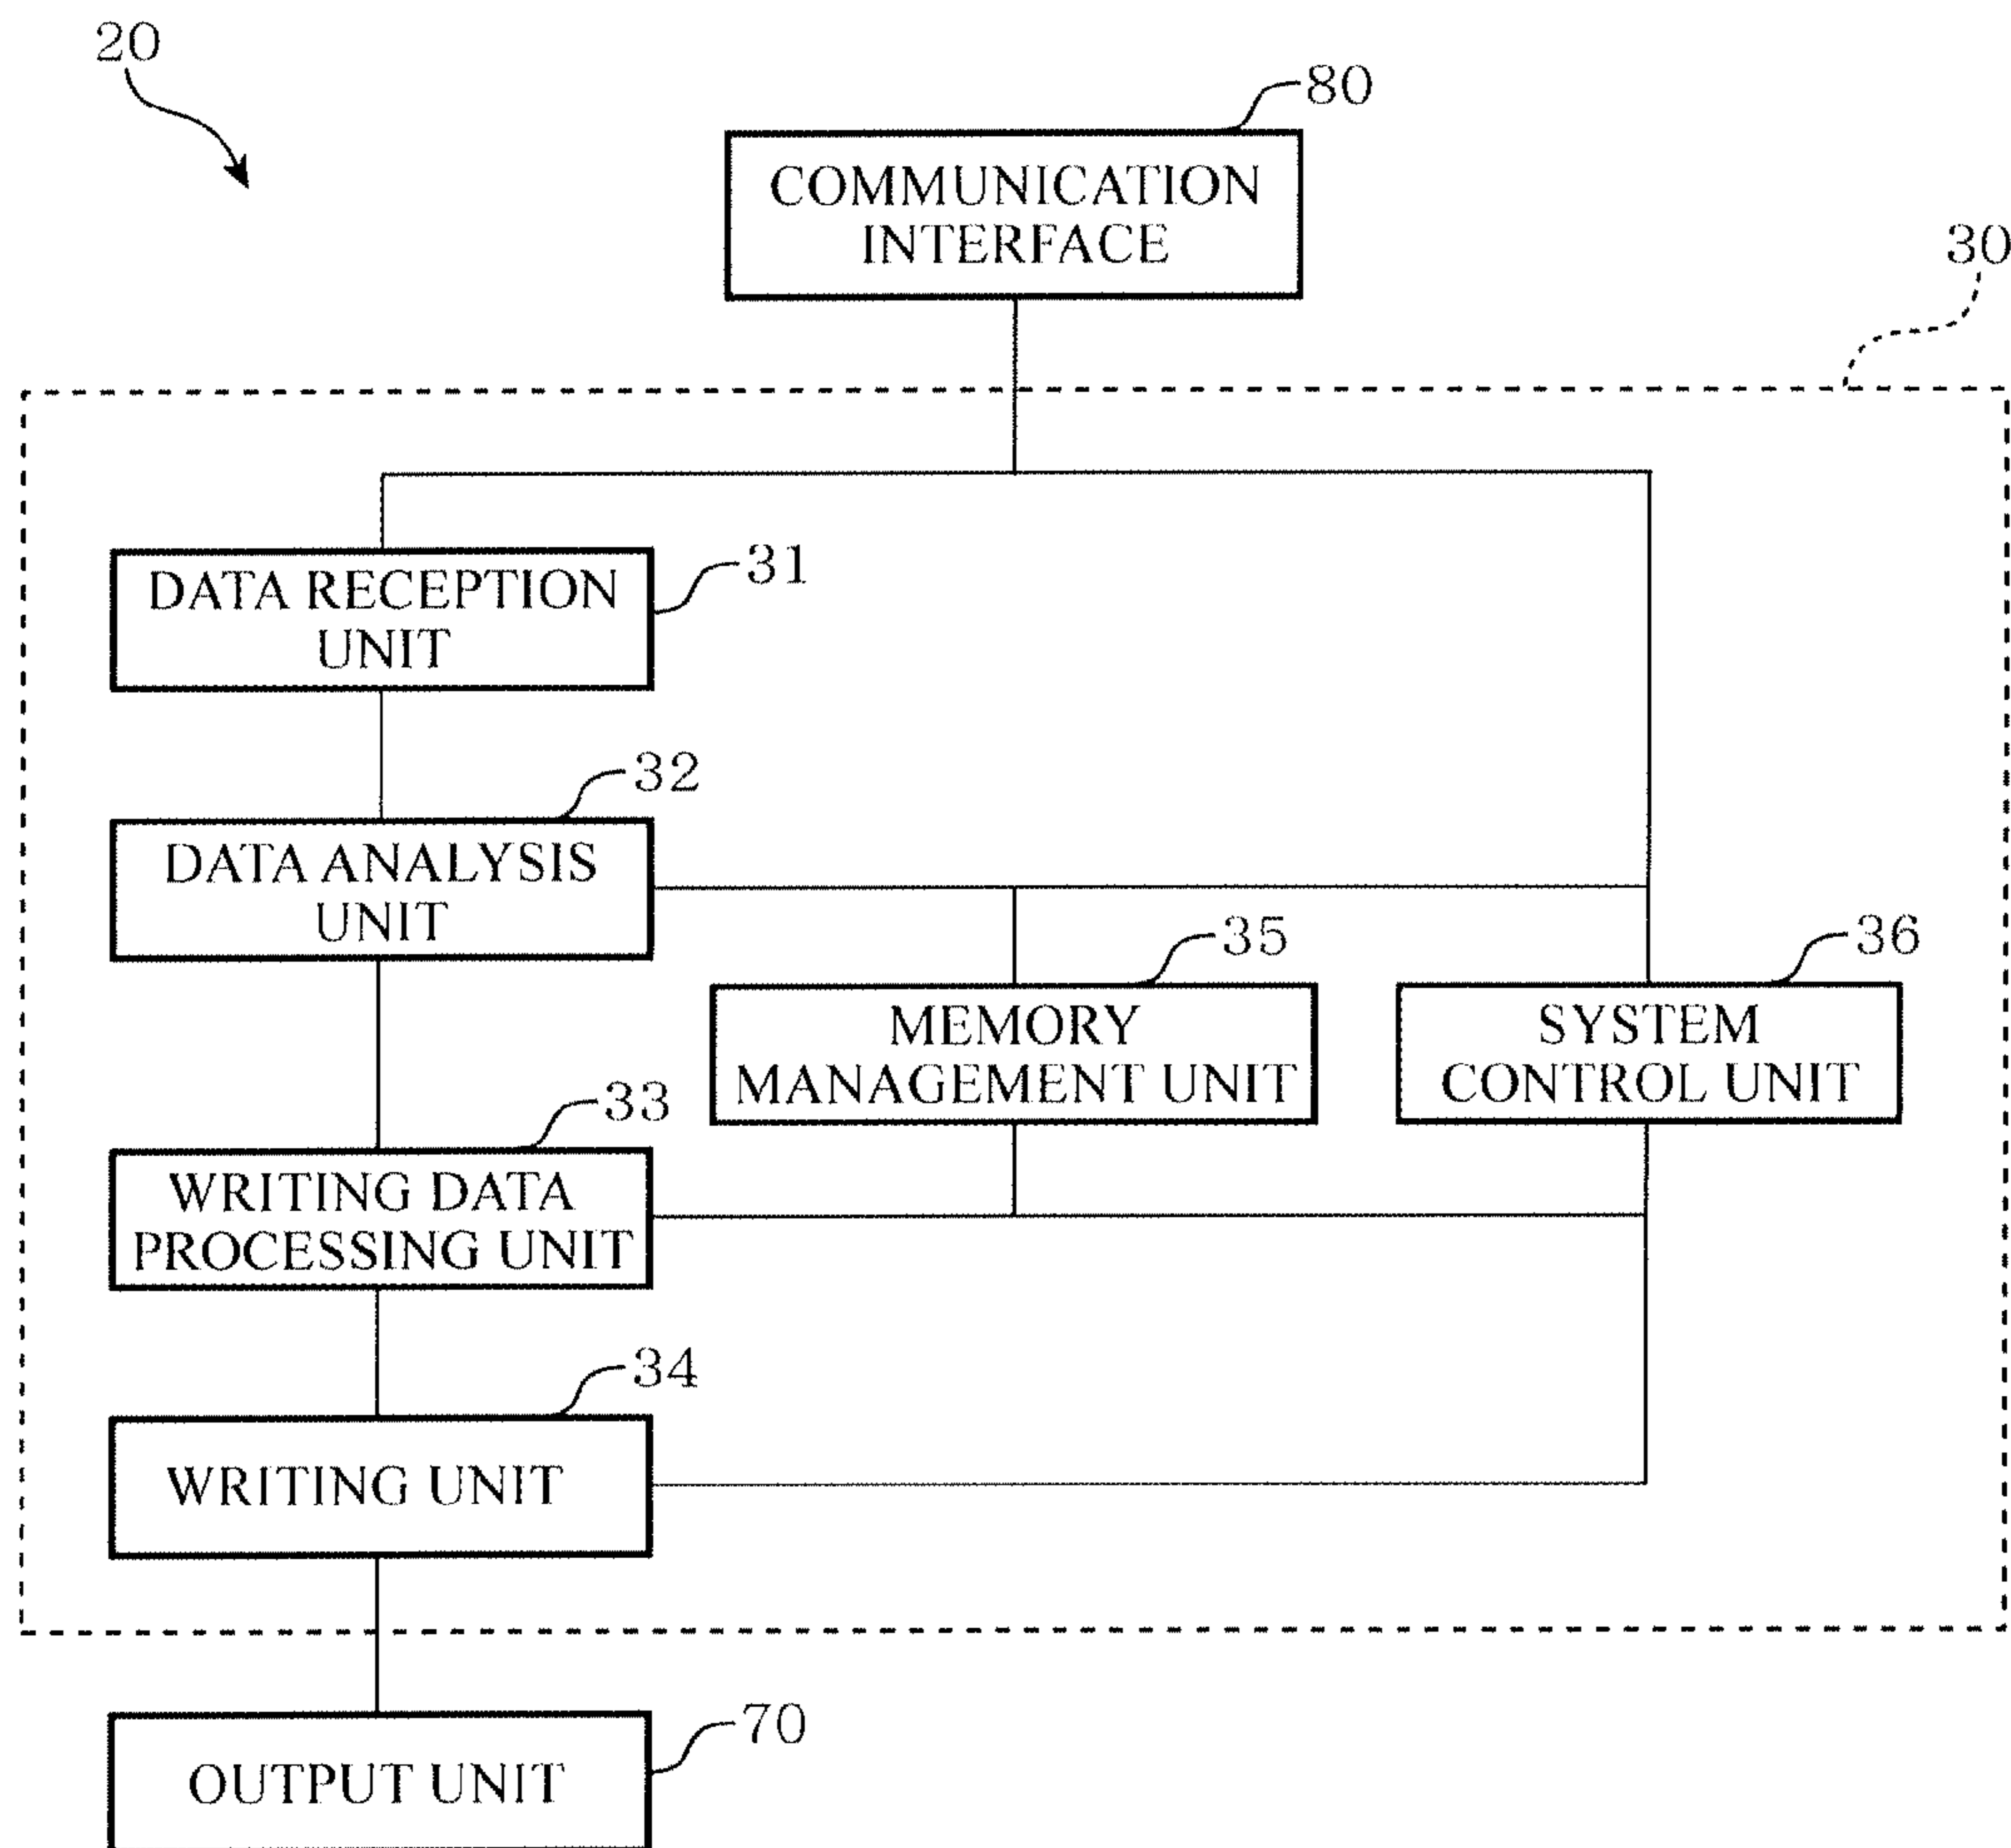 20
80
COMMUNICATION
INTERFACE
30
DATA RECEPTION
UNIT
31
32
DATA ANALYSIS
UNIT
35
36
MEMORY
MANAGEMENT UNIT
SYSTEM
CONTROL UNIT
33
WRITING DATA
PROCESSING UNIT
34
WRITING UNIT
70
OUTPUT UNIT